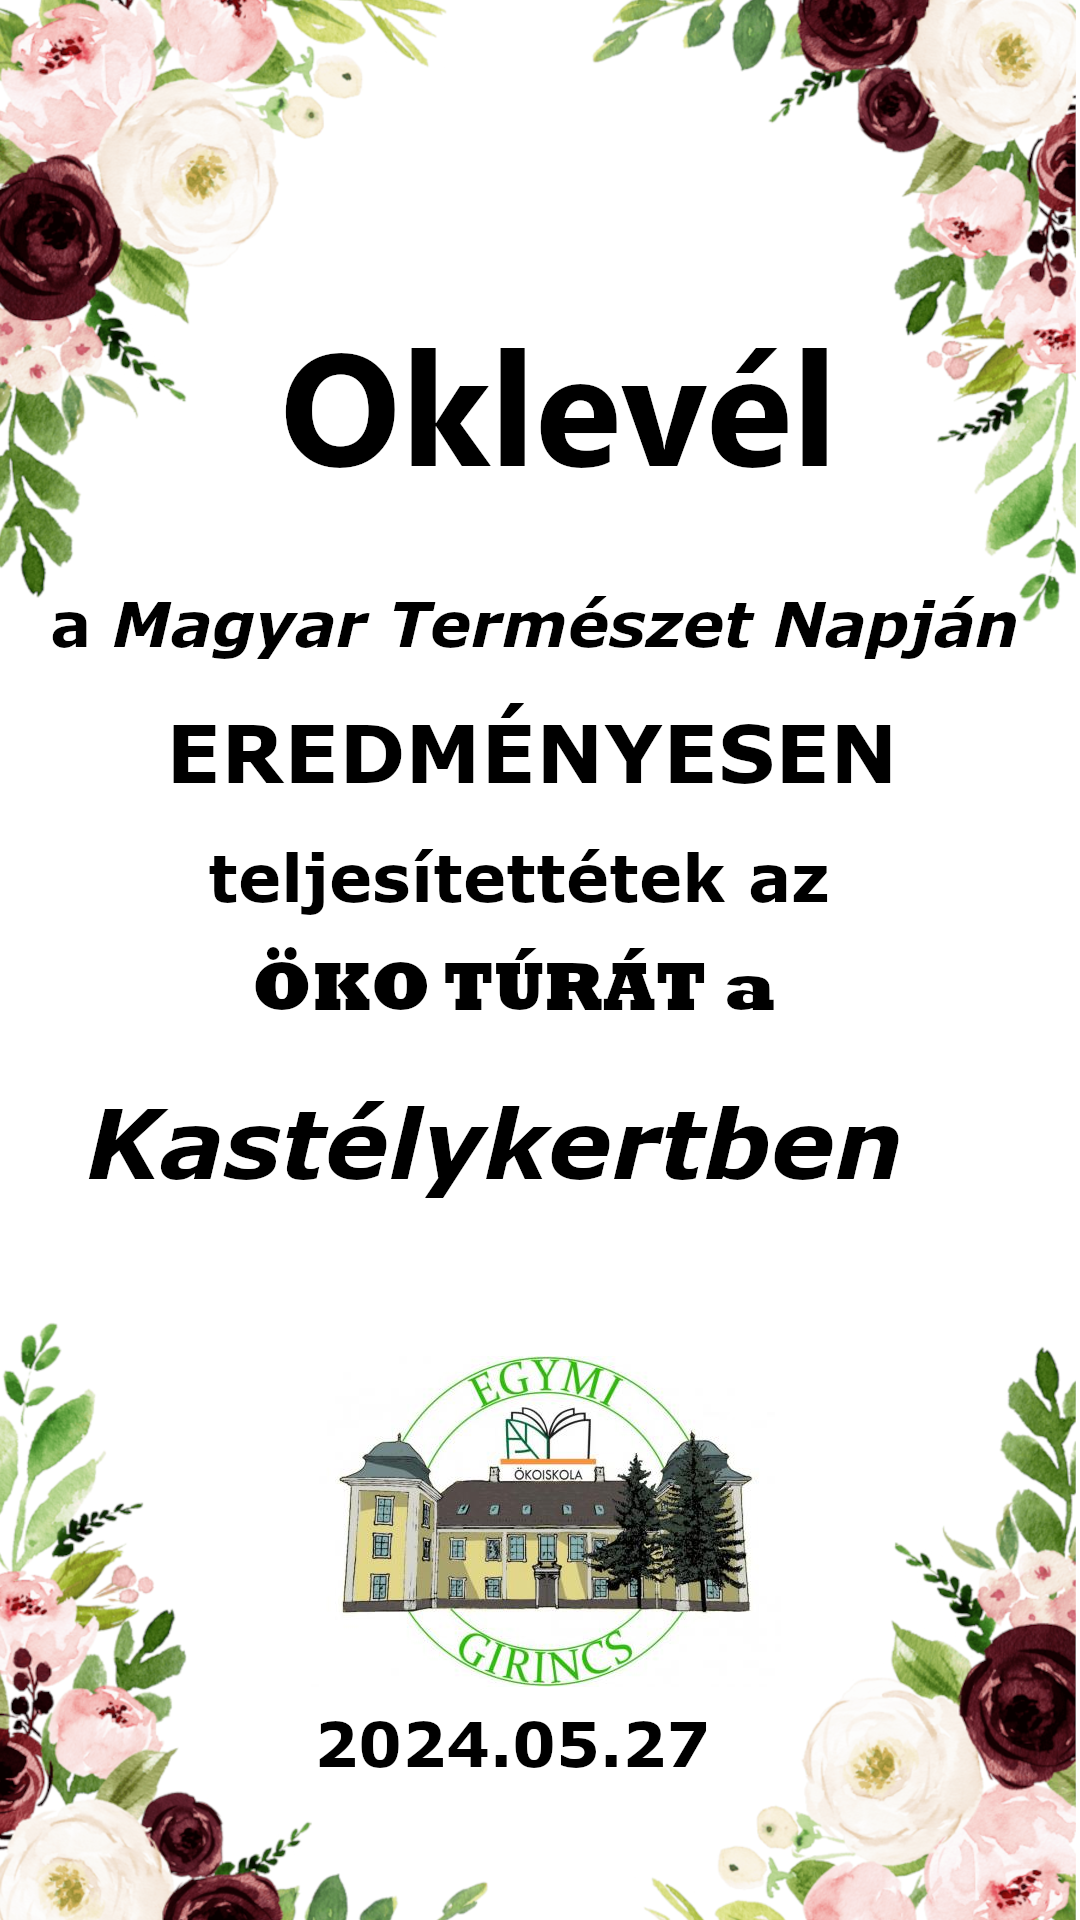 Oklevél
a Magyar Természet Napján
EREDMÉNYESEN
teljesítettétek az
ÖKO TÚRÁT a
Kastélykertben
EGYMI
ÖKOISKOLA
GIRINCS
2024.05.27